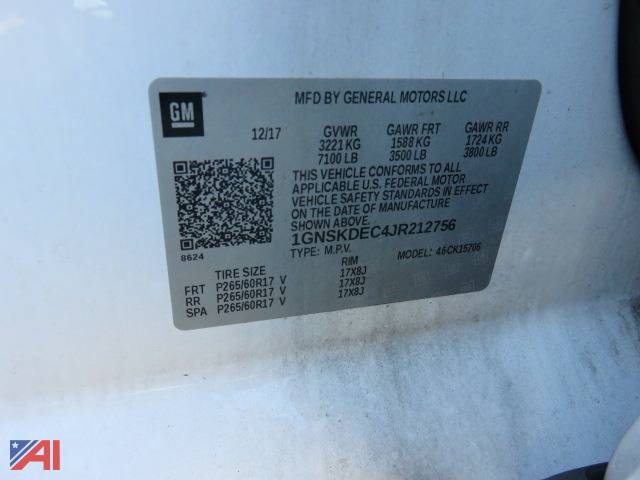 GM
MFD BY GENERAL MOTORS LLC
12/17 GVWR GAWR FRT GAWR RR
3221 KG 1588 KG 1724 KG
7100 LB 3500 LB 3800 LB
THIS VEHICLE CONFORMS TO ALL
APPLICABLE U.S. FEDERAL MOTOR
VEHICLE SAFETY STANDARDS IN EFFECT
ON THE DATE OF MANUFACTURE
SHOWN ABOVE.
1GNSKDEC4JR212756
8624
TYPE: M.P.V. MODEL: 46CK15706
TIRE SIZE RIM
FRT P265/60R17 V 17X8J
RR P265/60R17 V 17X8J
SPA P265/60R17 V 17X8J
AI